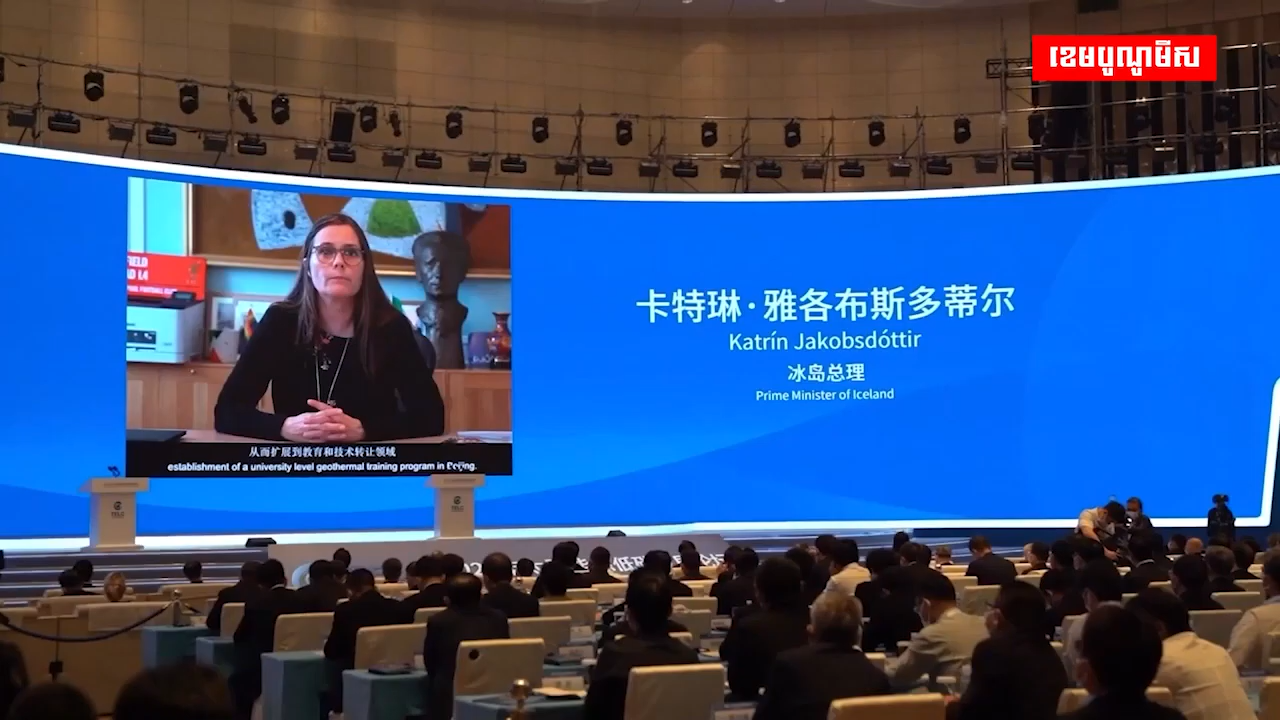 ខេមបូណូមីស
卡特琳·雅各布斯多蒂尔
Katrín Jakobsdóttir
冰岛总理
Prime Minister of Iceland
从而扩展到教育和技术转让领域
establishment of a university level geothermal training program in Beijing.